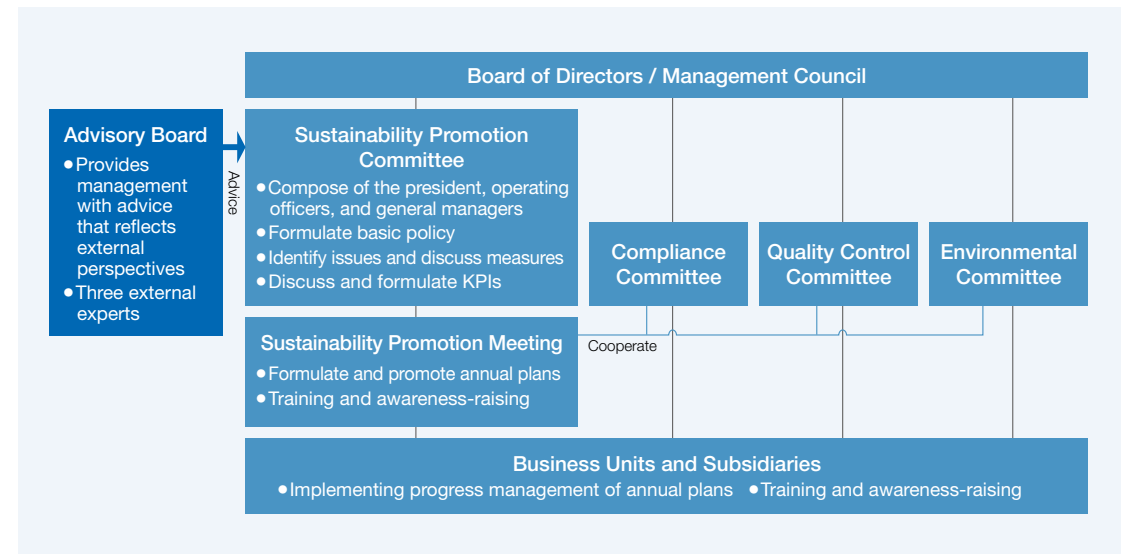 Board of Directors / Management Council
Advisory Board
●Provides
management
with advice
that reflects
external
perspectives
●Three external
experts
Advice
Sustainability Promotion
Committee
●Compose of the president, operating
officers, and general managers
●Formulate basic policy
●Identify issues and discuss measures
●Discuss and formulate KPIs
Compliance
Committee
Quality Control
Committee
Environmental
Committee
Sustainability Promotion Meeting
●Formulate and promote annual plans
●Training and awareness-raising
Cooperate
Business Units and Subsidiaries
●Implementing progress management of annual plans ●Training and awareness-raising